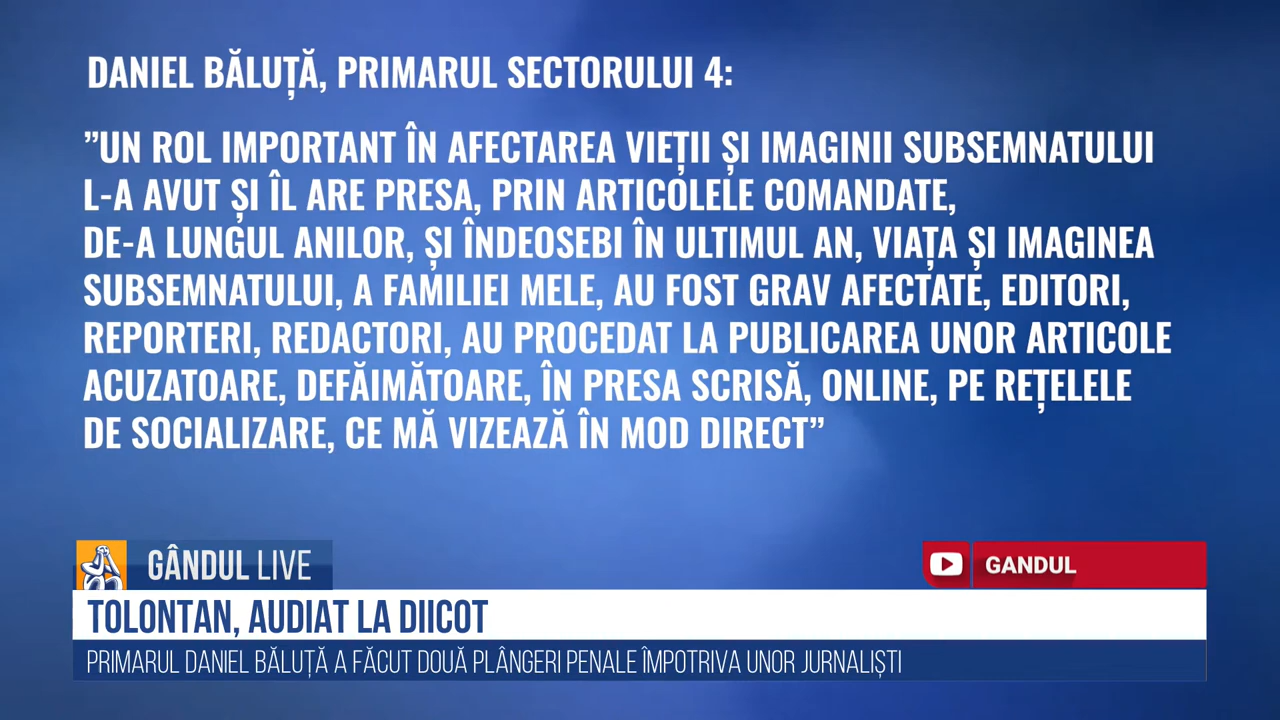 DANIEL BĂLUȚĂ, PRIMARUL SECTORULUI 4:
”UN ROL IMPORTANT ÎN AFECTAREA VIEȚII ȘI IMAGINII SUBSEMNATULUI
L-A AVUT ȘI ÎL ARE PRESA, PRIN ARTICOLELE COMANDATE,
DE-A LUNGUL ANILOR, ȘI ÎNDEOSEBI ÎN ULTIMUL AN, VIAȚA ȘI IMAGINEA
SUBSEMNATULUI, A FAMILIEI MELE, AU FOST GRAV AFECTATE, EDITORI,
REPORTERI, REDACTORI, AU PROCEDAT LA PUBLICAREA UNOR ARTICOLE
ACUZATOARE, DEFĂIMĂTOARE, ÎN PRESA SCRISĂ, ONLINE, PE REȚELELE
DE SOCIALIZARE, CE MĂ VIZEAZĂ ÎN MOD DIRECT”
GÂNDUL LIVE
GANDUL
TOLONTAN, AUDIAT LA DIICOT
PRIMARUL DANIEL BĂLUȚĂ A FĂCUT DOUĂ PLÂNGERI PENALE ÎMPOTRIVA UNOR JURNALIȘTI